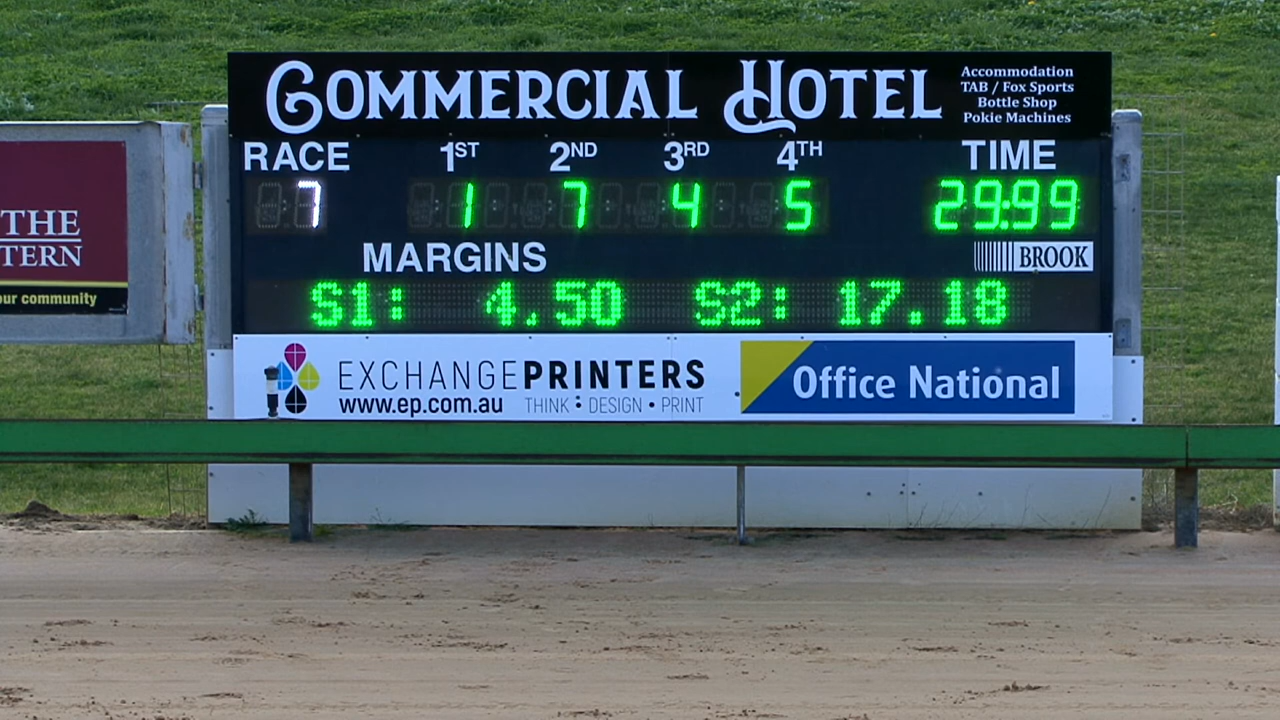 COMMERCIAL HOTEL
Accommodation
TAB / Fox Sports
Bottle Shop
Pokie Machines
RACE 1ST 2ND 3RD 4TH TIME
7 1 7 4 5 29:99
MARGINS
BROOK
S1: 4.50 S2: 17.18
EXCHANGEPRINTERS
www.ep.com.au THINK : DESIGN • PRINT
Office National
THE
TERN
our community